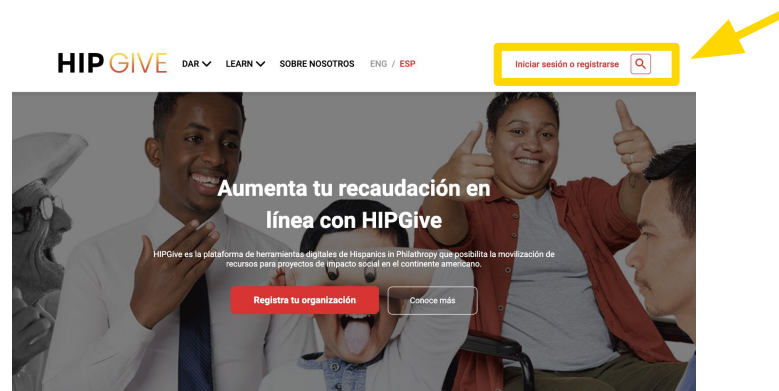 HIPGIVE DAR LEARN SOBRE NOSOTROS ENG / ESP Iniciar sesión o registrarse
Aumenta tu recaudación en
línea con HIPGive
HIPGive es la plataforma de herramientas digitales de Hispanics in Philathropy que posibilita la movilización de
recursos para proyectos de impacto social en el continente americano.
Registra tu organización Conoce más